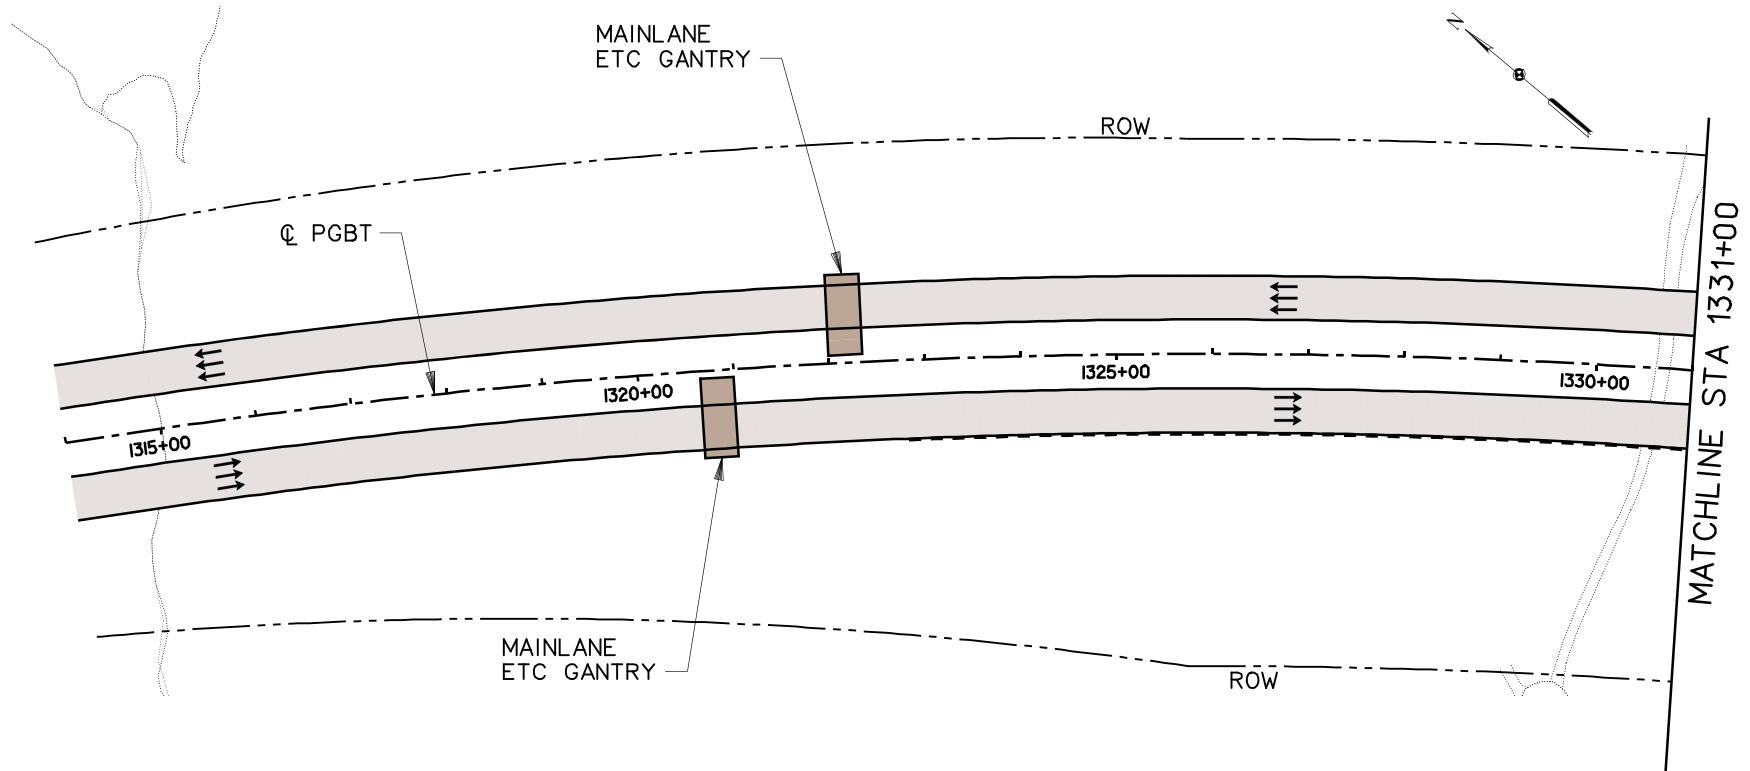 MAINLANE
ETC GANTRY
N
ROW
℄ PGBT
1315+00
1320+00
1325+00
1330+00
MATCHLINE STA 1331+00
MAINLANE
ETC GANTRY
ROW